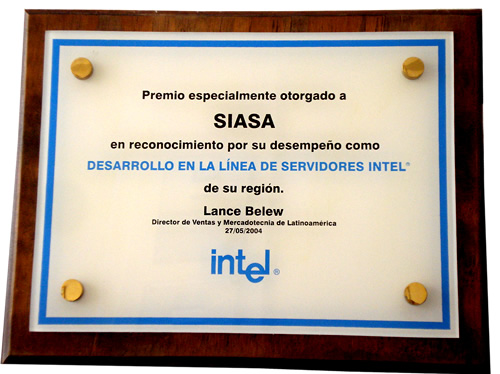 Premio especialmente otorgado a
SIASA
en reconocimiento por su desempeño como
DESARROLLO EN LA LÍNEA DE SERVIDORES INTEL®
de su región.
Lance Belew
Director de Ventas y Mercadotecnia de Latinoamérica
27/05/2004
intel®